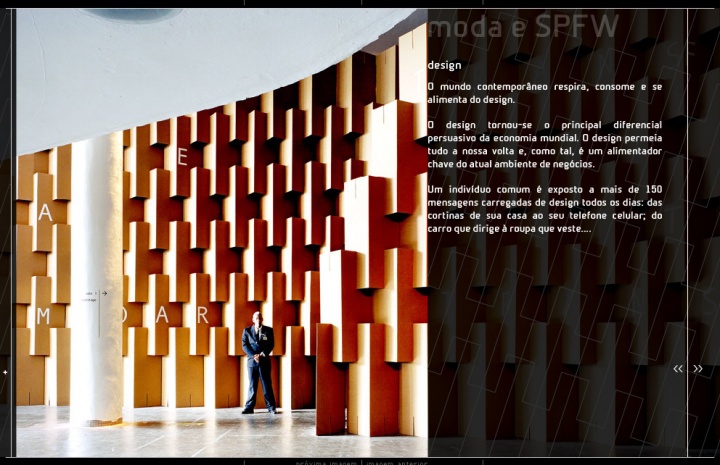 moda e SPFW
design
O mundo contemporâneo respira, consome e se
alimenta do design.
O design tornou-se o principal diferencial
persuasivo da economia mundial. O design permeia
tudo a nossa volta e, como tal, é um alimentador
chave do atual ambiente de negócios.
Um indivíduo comum é exposto a mais de 150
mensagens carregadas de design todos os dias: das
cortinas de sua casa ao seu telefone celular; do
carro que dirige à roupa que veste....
E
A
M O D A R
<< >>
próxima imagem | imagem anterior